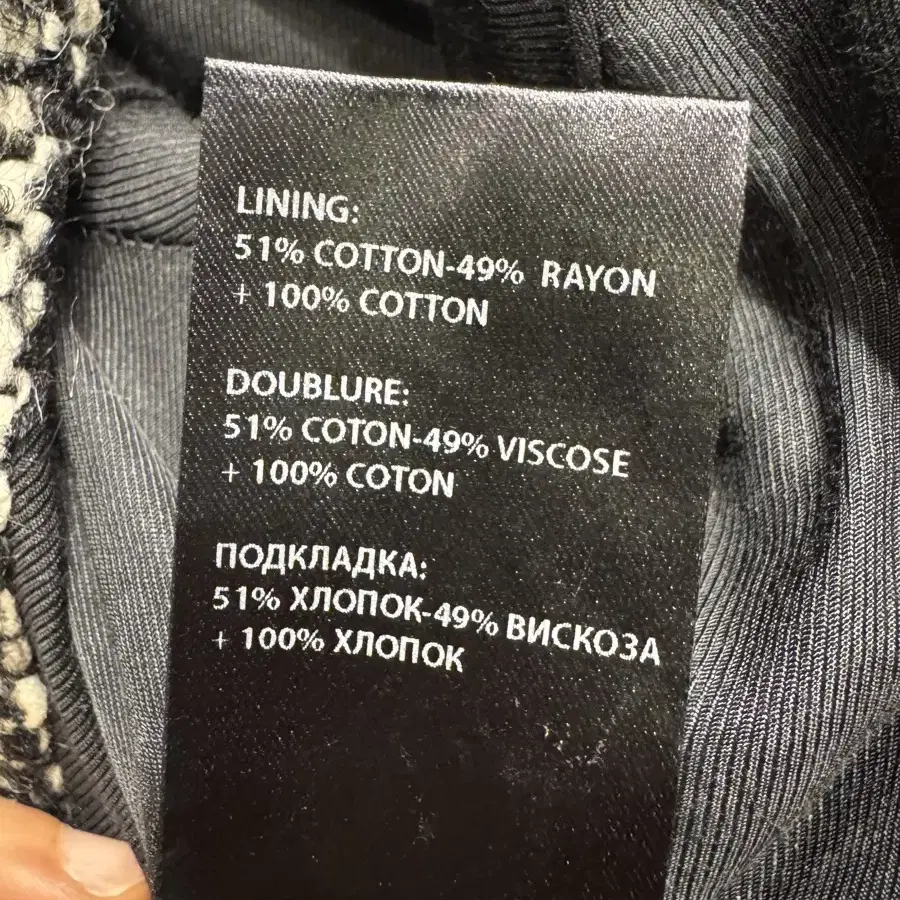 LINING:
51% COTTON-49% RAYON
+ 100% COTTON
DOUBLURE:
51% COTON-49% VISCOSE
+ 100% COTON
ПОДКЛАДКА:
51% ХЛОПОК-49% ВИСКОЗА
+ 100% ХЛОПОК